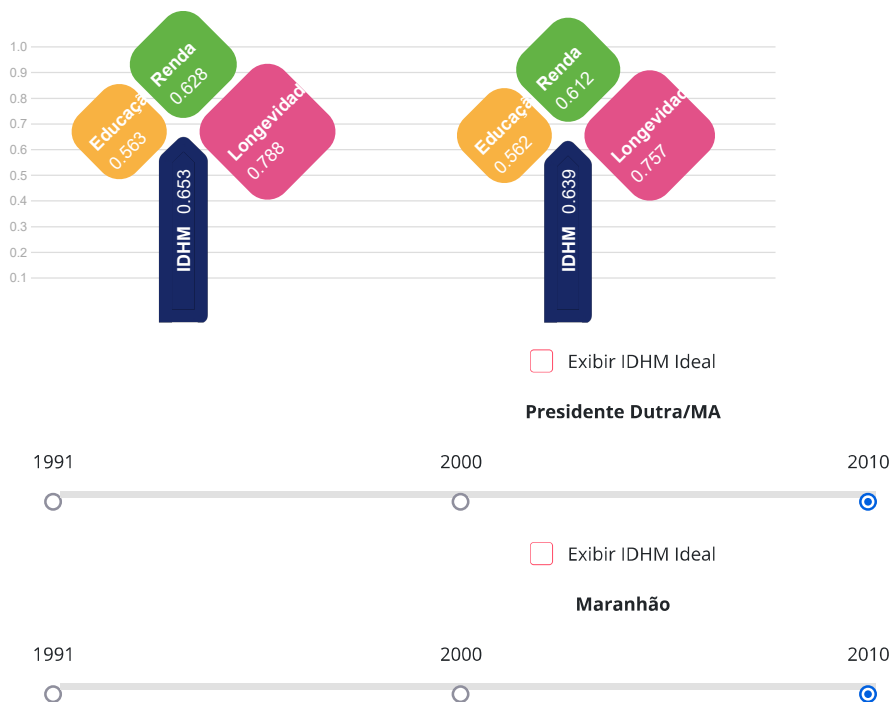 1.0
0.9
0.8
0.7
0.6
0.5
0.4
0.3
0.2
0.1
Educaçã
0.563
Renda
0.628
Longevidad
0.788
IDHM 0.653
Educaçã
0.562
Renda
0.612
Longevidad
0.757
IDHM 0.639
Exibir IDHM Ideal
Presidente Dutra/MA
1991 2000 2010
Exibir IDHM Ideal
Maranhão
1991 2000 2010